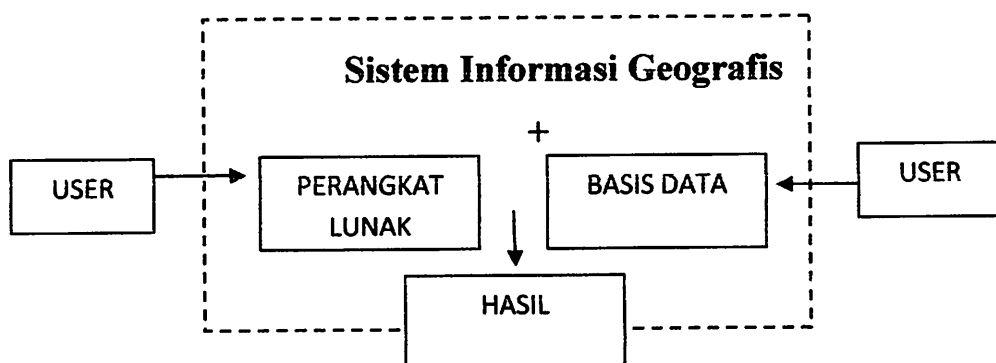 Sistem Informasi Geografis
+
USER
PERANGKAT
LUNAK
BASIS DATA
USER
HASIL